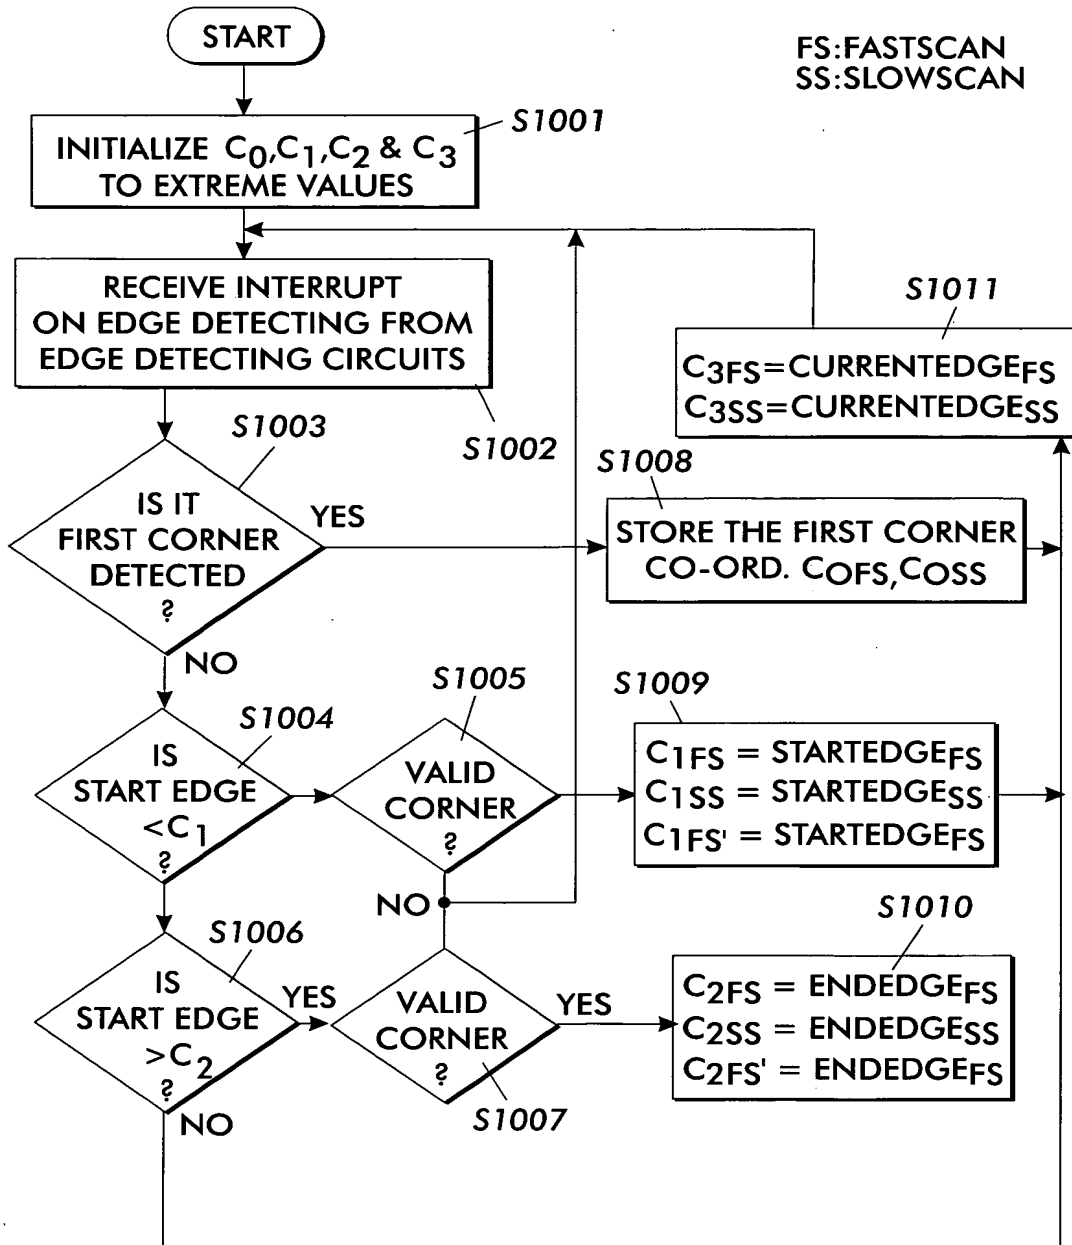 START
FS:FASTSCAN
SS:SLOWSCAN
S1001
INITIALIZE C0,C1,C2 & C3
TO EXTREME VALUES
RECEIVE INTERRUPT
ON EDGE DETECTING FROM
EDGE DETECTING CIRCUITS
S1002
S1011
C3FS=CURRENTEDGEFS
C3SS=CURRENTEDGESS
S1003
IS IT
FIRST CORNER
DETECTED
?
YES
NO
S1008
STORE THE FIRST CORNER
CO-ORD. COFS,COSS
S1004
IS
START EDGE
<C1
?
S1005
VALID
CORNER
?
NO
S1009
C1FS = STARTEDGEFS
C1SS = STARTEDGESS
C1FS' = STARTEDGEFS
S1006
IS
START EDGE
>C2
?
YES
NO
VALID
CORNER
?
S1007
YES
S1010
C2FS = ENDEDGEFS
C2SS = ENDEDGESS
C2FS' = ENDEDGEFS